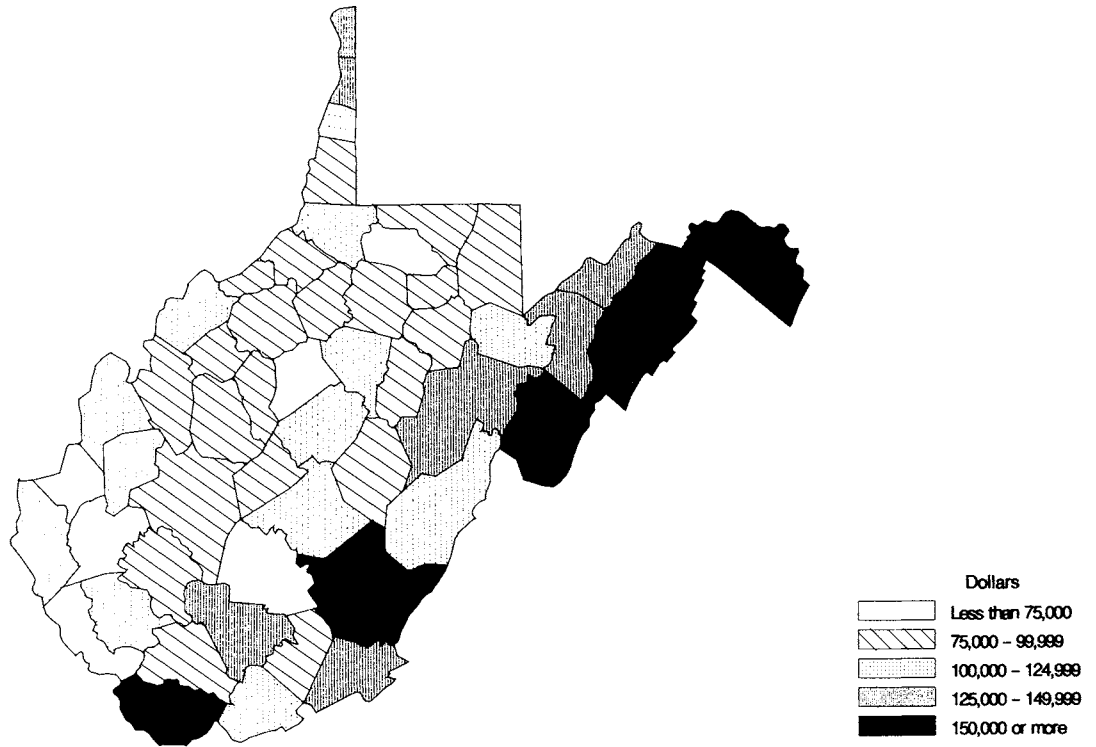 Dollars
Less than 75,000
75,000 – 99,999
100,000 – 124,999
125,000 – 149,999
150,000 or more